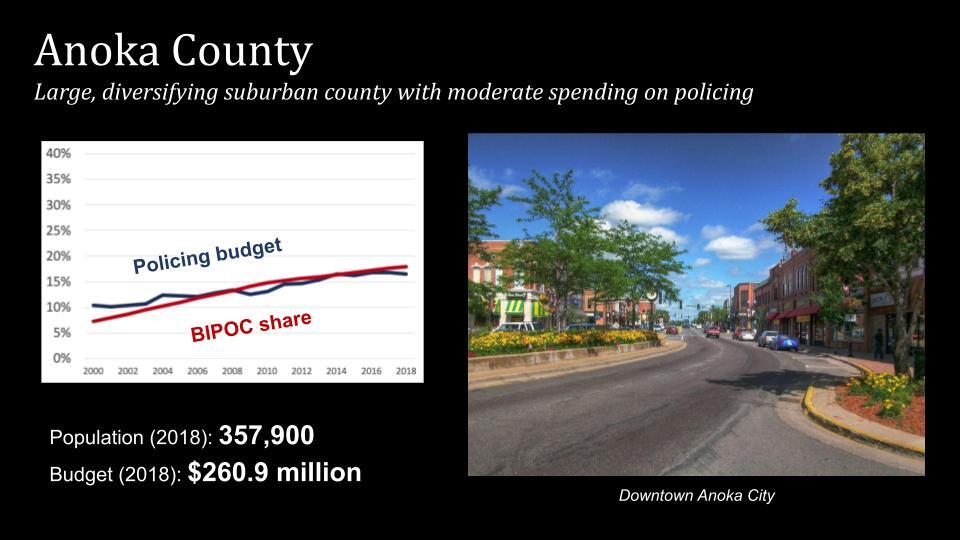 Anoka County
Large, diversifying suburban county with moderate spending on policing
40%
35%
30%
25%
20%
15%
10%
5%
0%
Policing budget
BIPOC share
2000 2002 2004 2006 2008 2010 2012 2014 2016 2018
Population (2018): 357,900
Budget (2018): $260.9 million
Downtown Anoka City